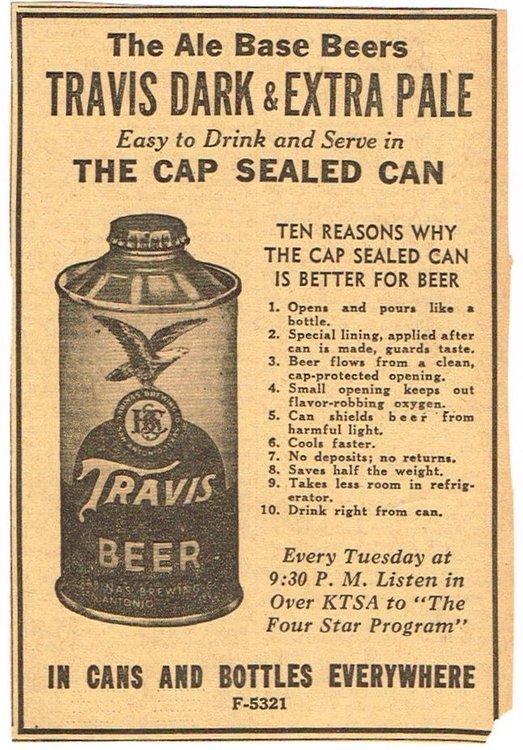 The Ale Base Beers
TRAVIS DARK & EXTRA PALE
Easy to Drink and Serve in
THE CAP SEALED CAN
TEN REASONS WHY
THE CAP SEALED CAN
IS BETTER FOR BEER
1. Opens and pours like a
bottle.
2. Special lining, applied after
can is made, guards taste.
3. Beer flows from a clean,
cap-protected opening.
4. Small opening keeps out
flavor-robbing oxygen.
5. Can shields beer from
harmful light.
6. Cools faster.
7. No deposits; no returns.
8. Saves half the weight.
9. Takes less room in refrig-
erator.
10. Drink right from can.
TRAVIS
BEER
BREWING
ANTONIO
Every Tuesday at
9:30 P. M. Listen in
Over KTSA to "The
Four Star Program"
IN CANS AND BOTTLES EVERYWHERE
F-5321